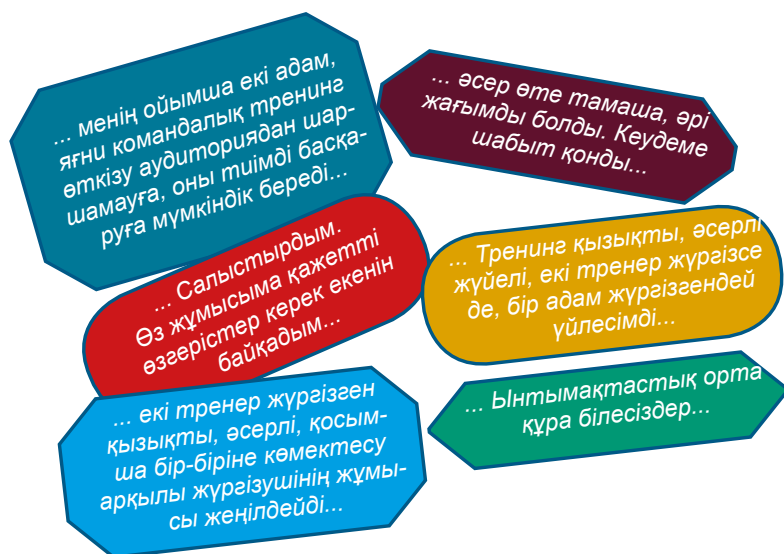 ... менің ойымша екі адам,
яғни командалық тренинг
өткізу аудиториядан шар-
шамауға, оны тиімді басқа-
руға мүмкіндік береді...
... әсер өте тамаша, әрі
жағымды болды. Кеудеме
шабыт қонды...
... Салыстырдым.
Өз жұмысыма қажетті
өзгерістер керек екенін
байқадым...
... Тренинг қызықты, әсерлі
жүйелі, екі тренер жүргізсе
де, бір адам жүргізгендей
үйлесімді...
... екі тренер жүргізген
қызықты, әсерлі, қосым-
ша бір-біріне көмектесу
арқылы жүргізушінің жұмы-
сы жеңілдейді...
... Ынтымақтастық орта
құра білесіздер...